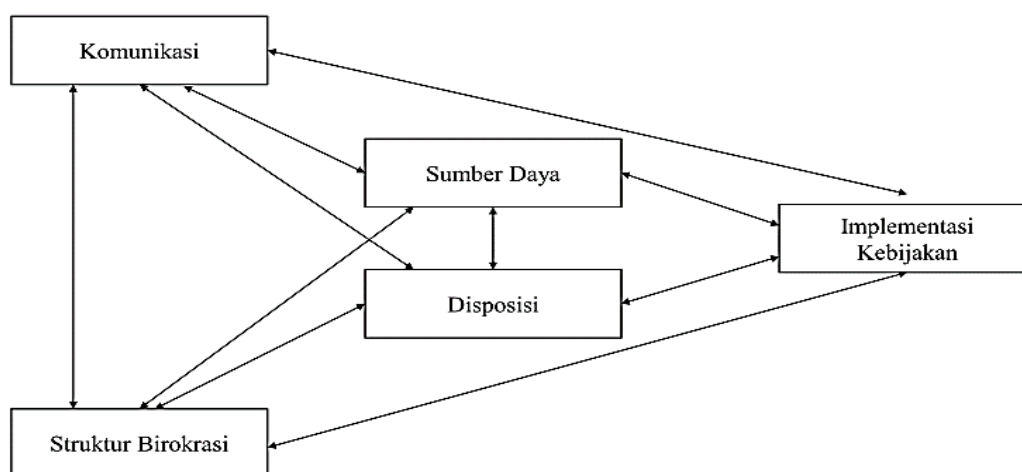 Komunikasi
Sumber Daya
Implementasi
Kebijakan
Disposisi
Struktur Birokrasi